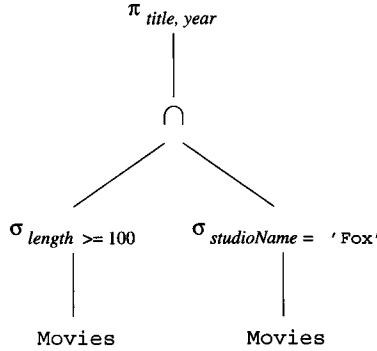 π title, year
∩
σ length >= 100 σ studioName = 'Fox'
Movies Movies